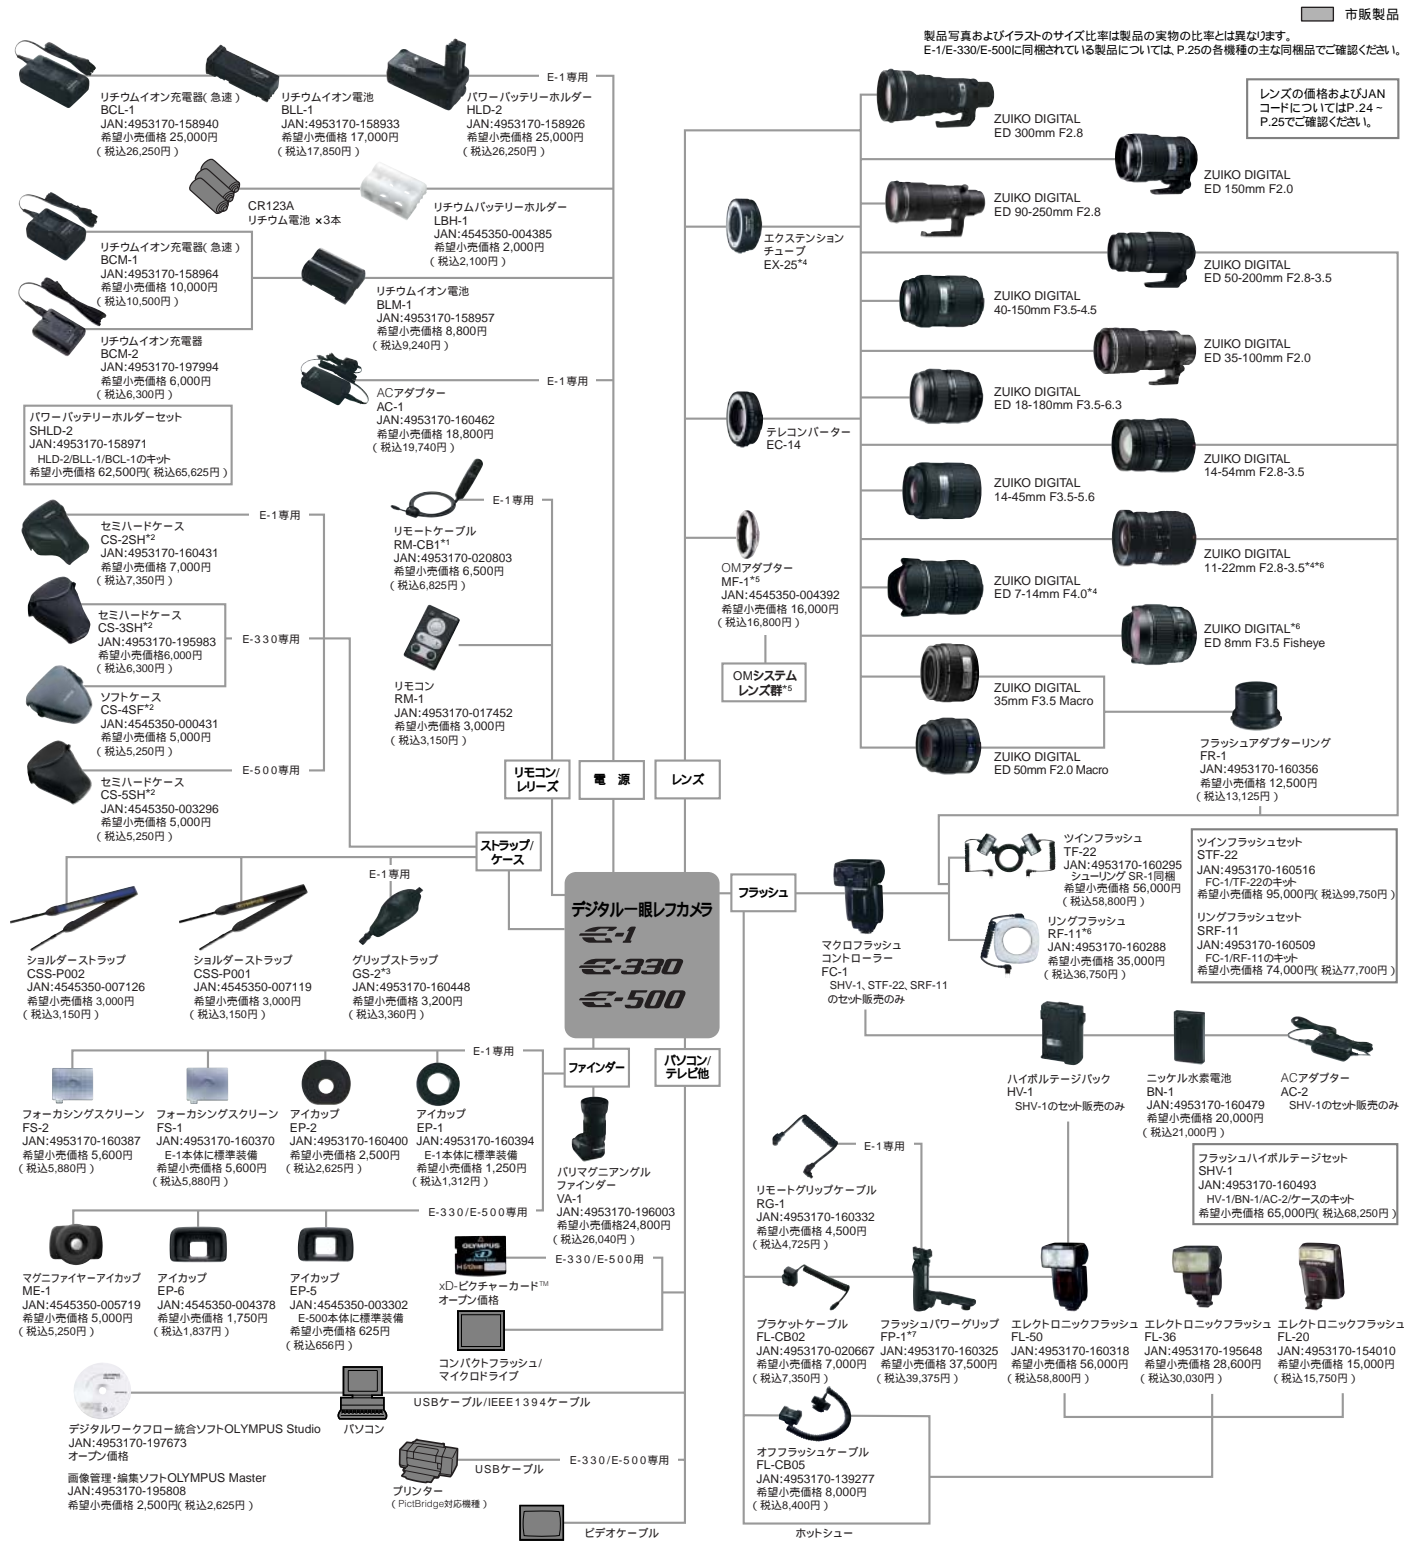 市販製品
製品写真およびイラストのサイズ比率は製品の実物の比率とは異なります。
E-1/E-330/E-500に同梱されている製品については、P.25の各機種の主な同梱品でご確認ください。
レンズの価格およびJAN
コードについてはP.24～
P.25でご確認ください。
リチウムイオン充電器(急速)
BCL-1
JAN:4953170-158940
希望小売価格 25,000円
(税込26,250円)
リチウムイオン電池
BLL-1
JAN:4953170-158933
希望小売価格 17,000円
(税込17,850円)
E-1専用
パワーバッテリーホルダー
HLD-2
JAN:4953170-158926
希望小売価格 25,000円
(税込26,250円)
CR123A
リチウム電池 ×3本
リチウムバッテリーホルダー
LBH-1
JAN:4545350-004385
希望小売価格 2,000円
(税込2,100円)
リチウムイオン充電器(急速)
BCM-1
JAN:4953170-158964
希望小売価格 10,000円
(税込10,500円)
リチウムイオン電池
BLM-1
JAN:4953170-158957
希望小売価格 8,800円
(税込9,240円)
リチウムイオン充電器
BCM-2
JAN:4953170-197994
希望小売価格 6,000円
(税込6,300円)
E-1専用
ACアダプター
AC-1
JAN:4953170-160462
希望小売価格 18,800円
(税込19,740円)
パワーバッテリーホルダーセット
SHLD-2
JAN:4953170-158971
HLD-2/BLL-1/BCL-1のキット
希望小売価格 62,500円(税込65,625円)
E-1専用
セミハードケース
CS-2SH*2
JAN:4953170-160431
希望小売価格 7,000円
(税込7,350円)
セミハードケース
CS-3SH*2
JAN:4953170-195983
希望小売価格6,000円
(税込6,300円)
E-330専用
ソフトケース
CS-4SF*2
JAN:4545350-000431
希望小売価格 5,000円
(税込5,250円)
E-500専用
セミハードケース
CS-5SH*2
JAN:4545350-003296
希望小売価格 5,000円
(税込5,250円)
E-1専用
リモートケーブル
RM-CB1*1
JAN:4953170-020803
希望小売価格 6,500円
(税込6,825円)
リモコン
RM-1
JAN:4953170-017452
希望小売価格 3,000円
(税込3,150円)
リモコン/
レリーズ
電 源
レンズ
ストラップ/
ケース
ZUIKO DIGITAL
ED 300mm F2.8
ZUIKO DIGITAL
ED 150mm F2.0
ZUIKO DIGITAL
ED 90-250mm F2.8
エクステンション
チューブ
EX-25*4
ZUIKO DIGITAL
ED 50-200mm F2.8-3.5
ZUIKO DIGITAL
40-150mm F3.5-4.5
ZUIKO DIGITAL
ED 35-100mm F2.0
ZUIKO DIGITAL
ED 18-180mm F3.5-6.3
テレコンバーター
EC-14
ZUIKO DIGITAL
14-54mm F2.8-3.5
ZUIKO DIGITAL
14-45mm F3.5-5.6
ZUIKO DIGITAL
11-22mm F2.8-3.5*4*6
OMアダプター
MF-1*5
JAN:4545350-004392
希望小売価格 16,000円
(税込16,800円)
ZUIKO DIGITAL
ED 7-14mm F4.0*4
ZUIKO DIGITAL*6
ED 8mm F3.5 Fisheye
OMシステム
レンズ群*5
ZUIKO DIGITAL
35mm F3.5 Macro
ZUIKO DIGITAL
ED 50mm F2.0 Macro
フラッシュアダプターリング
FR-1
JAN:4953170-160356
希望小売価格 12,500円
(税込13,125円)
E-1専用
ショルダーストラップ
CSS-P002
JAN:4545350-007126
希望小売価格 3,000円
(税込3,150円)
ショルダーストラップ
CSS-P001
JAN:4545350-007119
希望小売価格 3,000円
(税込3,150円)
グリップストラップ
GS-2*3
JAN:4953170-160448
希望小売価格 3,200円
(税込3,360円)
デジタル一眼レフカメラ
E-1
E-330
E-500
フラッシュ
マクロフラッシュ
コントローラー
FC-1
SHV-1、STF-22、SRF-11
のセット販売のみ
ツインフラッシュ
TF-22
JAN:4953170-160295
シューリング SR-1同梱
希望小売価格 56,000円
(税込58,800円)
リングフラッシュ
RF-11*6
JAN:4953170-160288
希望小売価格 35,000円
(税込36,750円)
ツインフラッシュセット
STF-22
JAN:4953170-160516
FC-1/TF-22のキット
希望小売価格 95,000円(税込99,750円)
リングフラッシュセット
SRF-11
JAN:4953170-160509
FC-1/RF-11のキット
希望小売価格 74,000円(税込77,700円)
ハイボルテージパック
HV-1
SHV-1のセット販売のみ
ニッケル水素電池
BN-1
JAN:4953170-160479
希望小売価格 20,000円
(税込21,000円)
ACアダプター
AC-2
SHV-1のセット販売のみ
フラッシュハイボルテージセット
SHV-1
JAN:4953170-160493
HV-1/BN-1/AC-2/ケースのキット
希望小売価格 65,000円(税込68,250円)
ファインダー
パソコン/
テレビ他
E-1専用
フォーカシングスクリーン
FS-2
JAN:4953170-160387
希望小売価格 5,600円
(税込5,880円)
フォーカシングスクリーン
FS-1
JAN:4953170-160370
E-1本体に標準装備
希望小売価格 5,600円
(税込5,880円)
アイカップ
EP-2
JAN:4953170-160400
希望小売価格 2,500円
(税込2,625円)
アイカップ
EP-1
JAN:4953170-160394
E-1本体に標準装備
希望小売価格 1,250円
(税込1,312円)
バリマグニアングル
ファインダー
VA-1
JAN:4953170-196003
希望小売価格24,800円
(税込26,040円)
E-330/E-500専用
マグニファイヤーアイカップ
ME-1
JAN:4545350-005719
希望小売価格 5,000円
(税込5,250円)
アイカップ
EP-6
JAN:4545350-004378
希望小売価格 1,750円
(税込1,837円)
アイカップ
EP-5
JAN:4545350-003302
E-500本体に標準装備
希望小売価格 625円
(税込656円)
OLYMPUS
xD
E-330/E-500用
xD-ピクチャーカード™
オープン価格
コンパクトフラッシュ/
マイクロドライブ
E-1専用
リモートグリップケーブル
RG-1
JAN:4953170-160332
希望小売価格 4,500円
(税込4,725円)
ブラケットケーブル
FL-CB02
JAN:4953170-020667
希望小売価格 7,000円
(税込7,350円)
フラッシュパワーグリップ
FP-1*7
JAN:4953170-160325
希望小売価格 37,500円
(税込39,375円)
エレクトロニックフラッシュ
FL-50
JAN:4953170-160318
希望小売価格 56,000円
(税込58,800円)
エレクトロニックフラッシュ
FL-36
JAN:4953170-195648
希望小売価格 28,600円
(税込30,030円)
エレクトロニックフラッシュ
FL-20
JAN:4953170-154010
希望小売価格 15,000円
(税込15,750円)
オフフラッシュケーブル
FL-CB05
JAN:4953170-139277
希望小売価格 8,000円
(税込8,400円)
ホットシュー
デジタルワークフロー統合ソフトOLYMPUS Studio
JAN:4953170-197673
オープン価格
画像管理・編集ソフトOLYMPUS Master
JAN:4953170-195808
希望小売価格 2,500円(税込2,625円)
パソコン
USBケーブル/IEEE1394ケーブル
プリンター
(PictBridge対応機種)
USBケーブル
E-330/E-500専用
ビデオケーブル